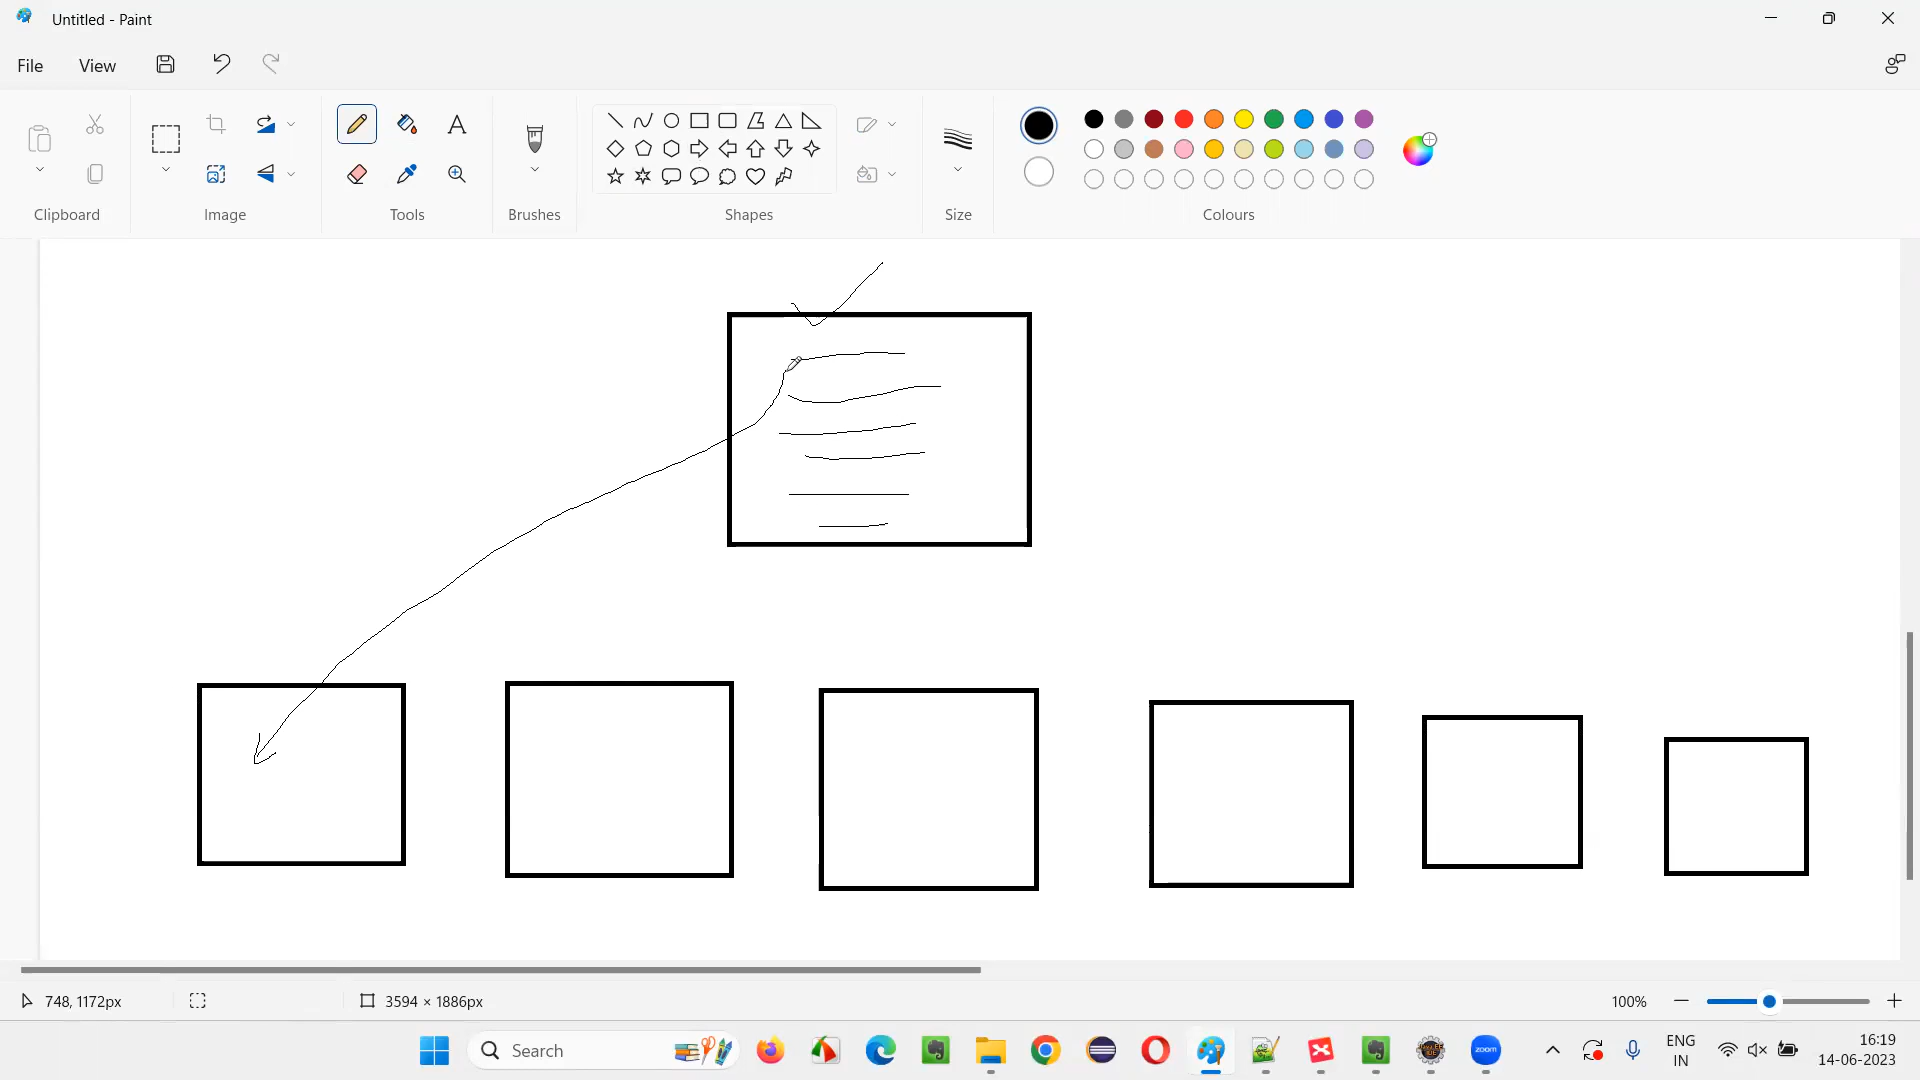 Untitled - Paint
File View
Clipboard
Image
Tools
Brushes
Shapes
Size
Colours
748, 1172px
3594 × 1886px
100%
Search
zoom
ENG
IN
16:19
14-06-2023